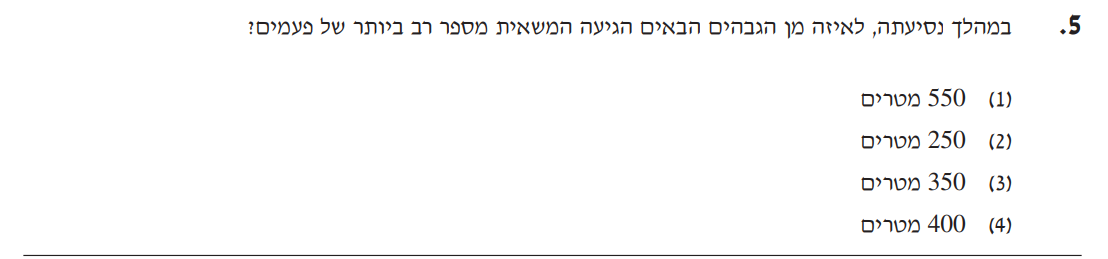 5. במהלך נסיעתה, לאיזה מן הגבהים הבאים הגיעה המשאית מספר רב ביותר של פעמים?
(1) 550 מטרים
(2) 250 מטרים
(3) 350 מטרים
(4) 400 מטרים